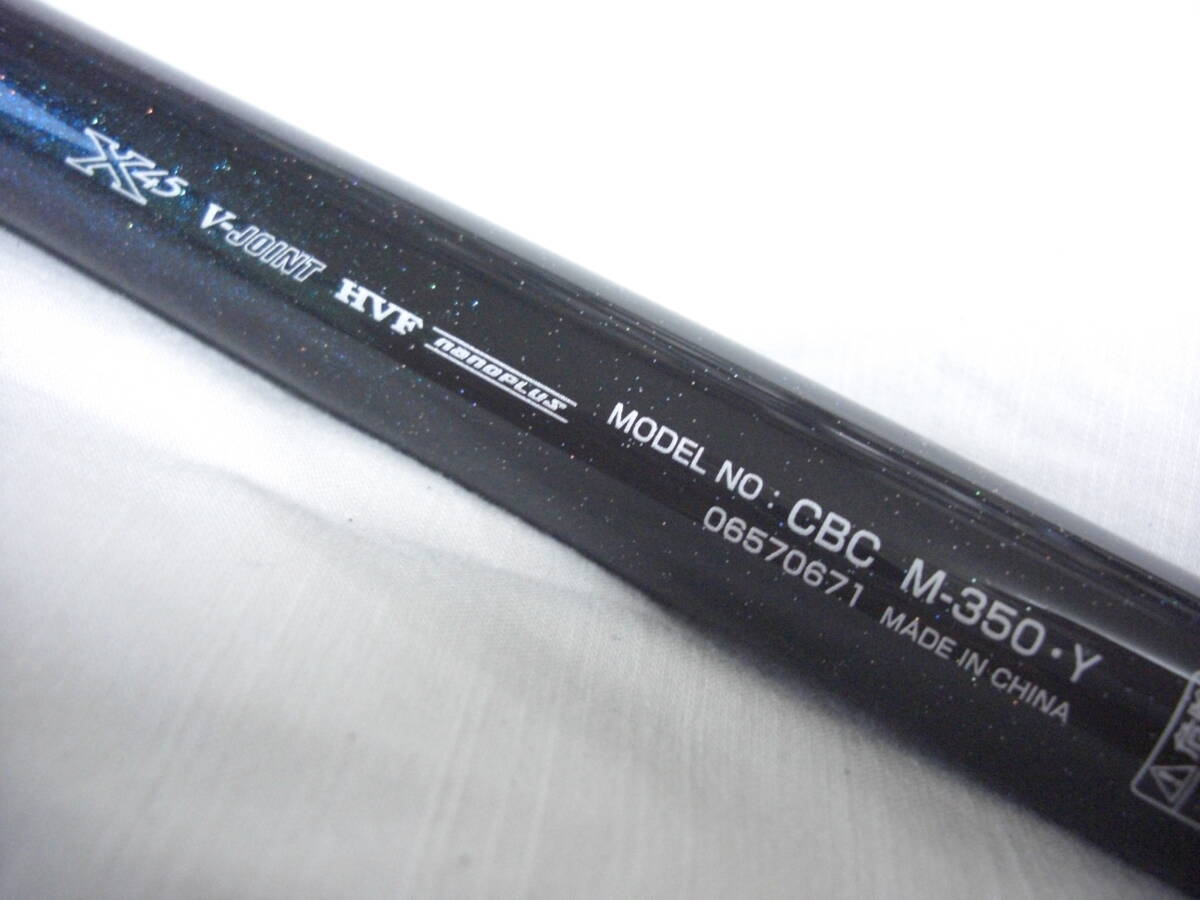 X45 V-JOINT HVF nanoplus MODEL NO : CBC M-350・Y
06570671 MADE IN CHINA